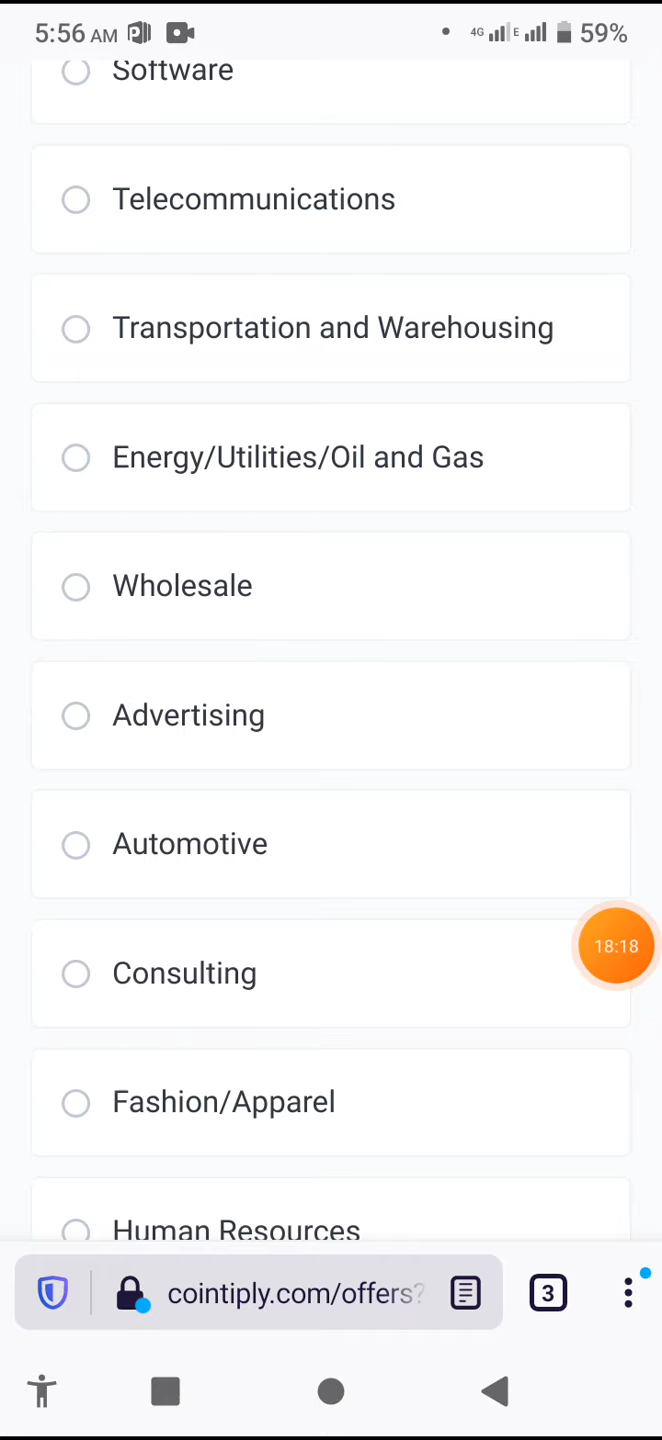 5:56 AM
4G E 59%
Software
Telecommunications
Transportation and Warehousing
Energy/Utilities/Oil and Gas
Wholesale
Advertising
Automotive
18:18
Consulting
Fashion/Apparel
Human Resources
cointiply.com/offers?
3